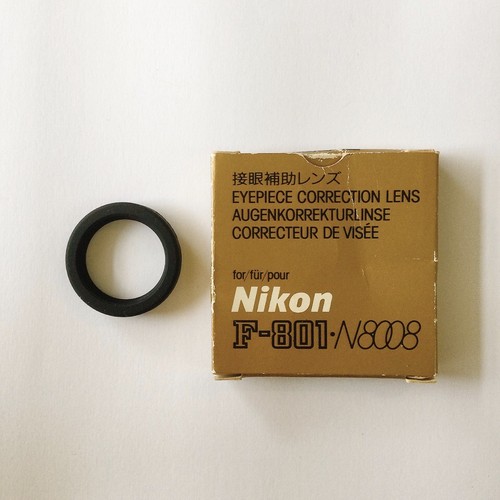 接眼補助レンズ
EYEPIECE CORRECTION LENS
AUGENKORREKTURLINSE
CORRECTEUR DE VISÉE
for/für/pour
Nikon
F-801·N8008